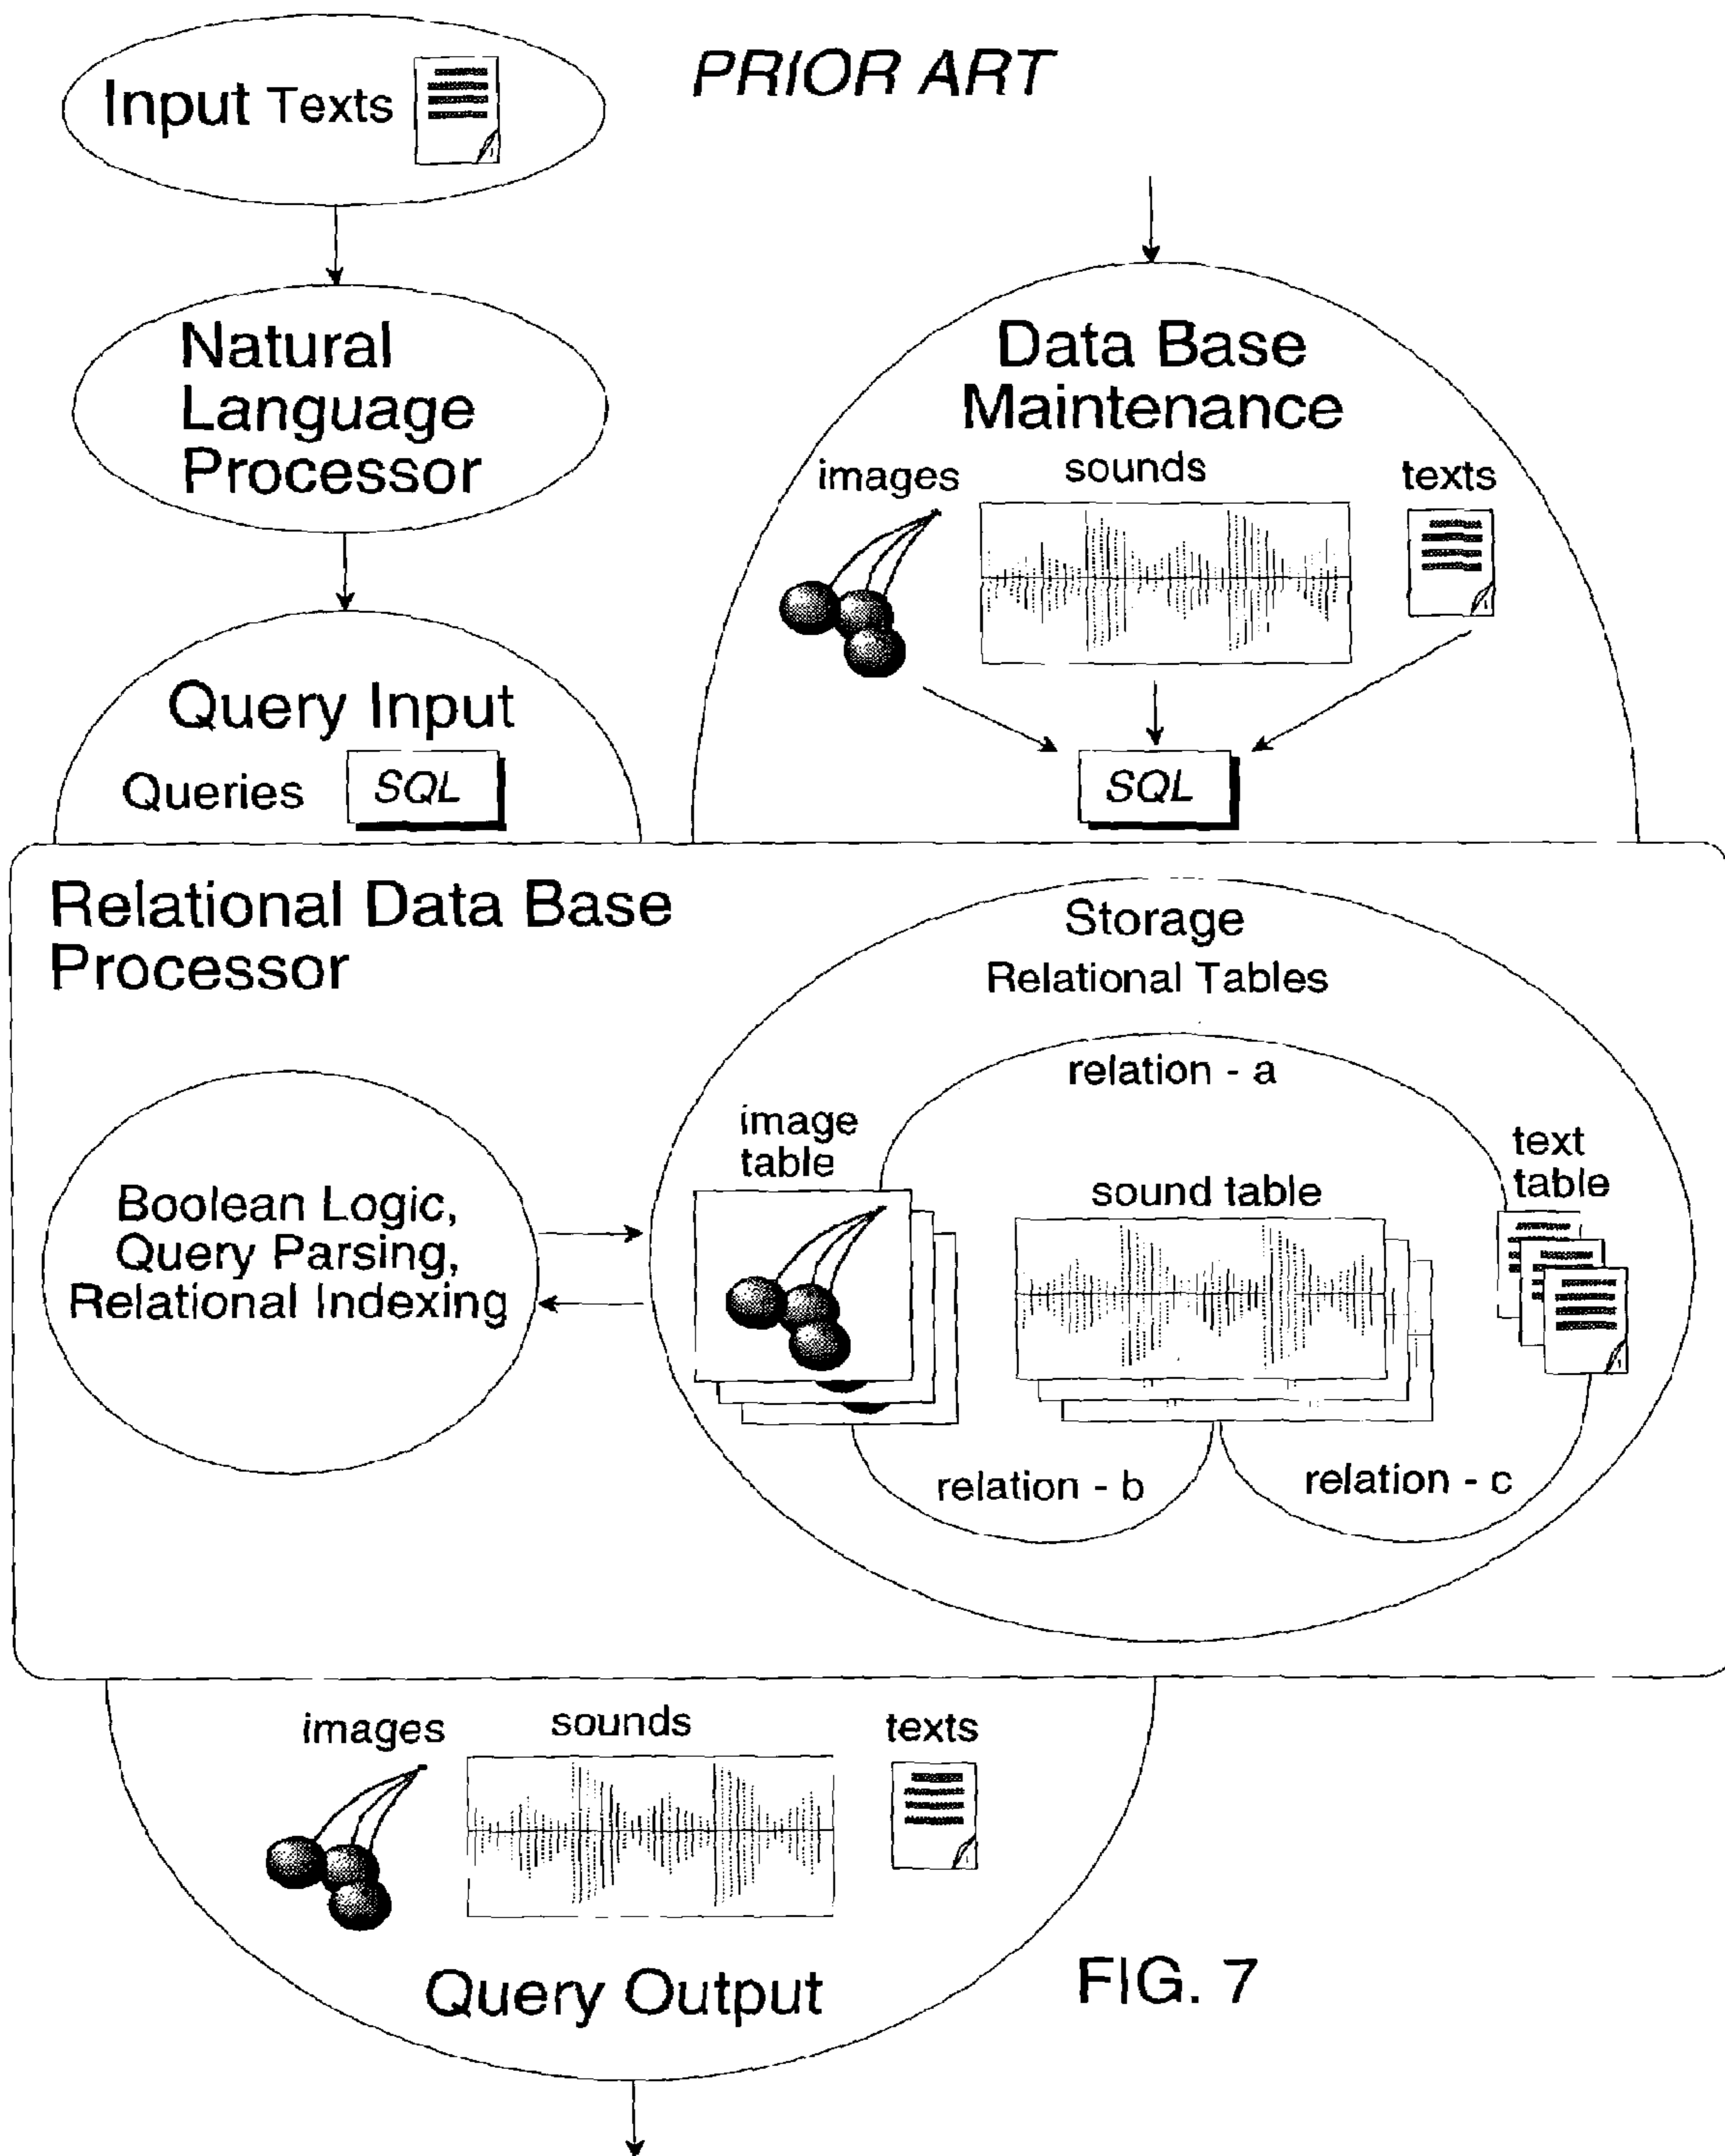 PRIOR ART
Input Texts
Natural
Language
Processor
Query Input
Queries SQL
Data Base
Maintenance
images sounds texts
SQL
Relational Data Base
Processor
Boolean Logic,
Query Parsing,
Relational Indexing
Storage
Relational Tables
relation - a
image
table
sound table
text
table
relation - b
relation - c
images sounds texts
Query Output
FIG. 7